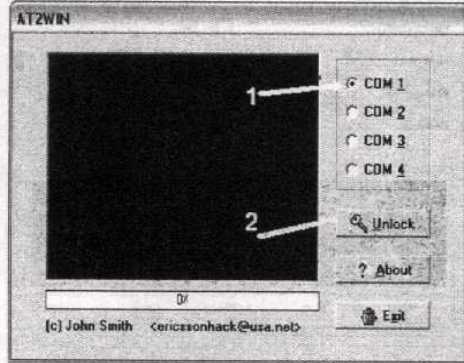 AT2WIN
1
COM 1
COM 2
COM 3
COM 4
2
Unlock
? About
Exit
0%
(c) John Smith <ericssonhack@usa.net>